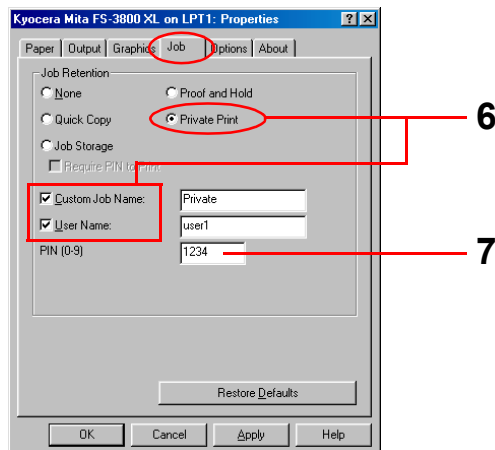 Kyocera Mita FS-3800 XL on LPT1: Properties
Paper Output Graphics Job Options About
Job Retention
None Proof and Hold
Quick Copy Private Print
6
Job Storage
Require PIN to Print
Custom Job Name: Private
User Name: user1
PIN (0-9) 1234
7
Restore Defaults
OK Cancel Apply Help